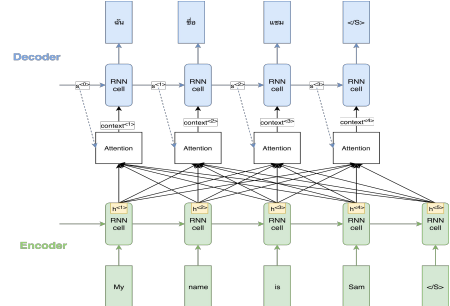 ฉัน ชื่อ แซม </S>
Decoder
RNN cell RNN cell RNN cell RNN cell
a<0> a<1> a<2> a<3>
context<1> context<2> context<3> context<4>
Attention Attention Attention Attention
h<1> h<2> h<3> h<4> h<5>
RNN cell RNN cell RNN cell RNN cell RNN cell
Encoder
My name is Sam </S>